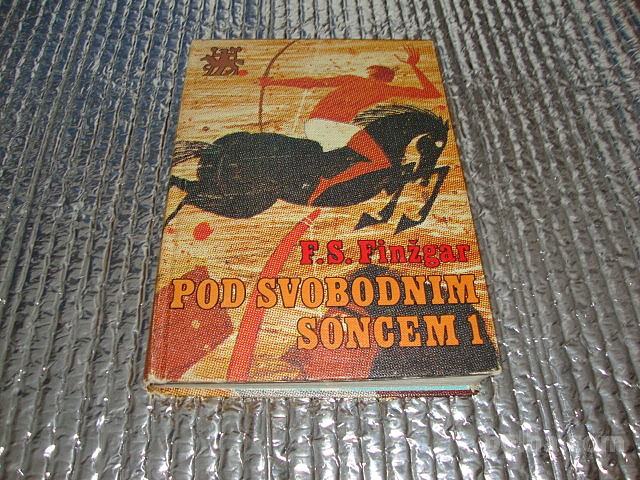 F.S. Finžgar
POD SVOBODNIM
SONCEM 1